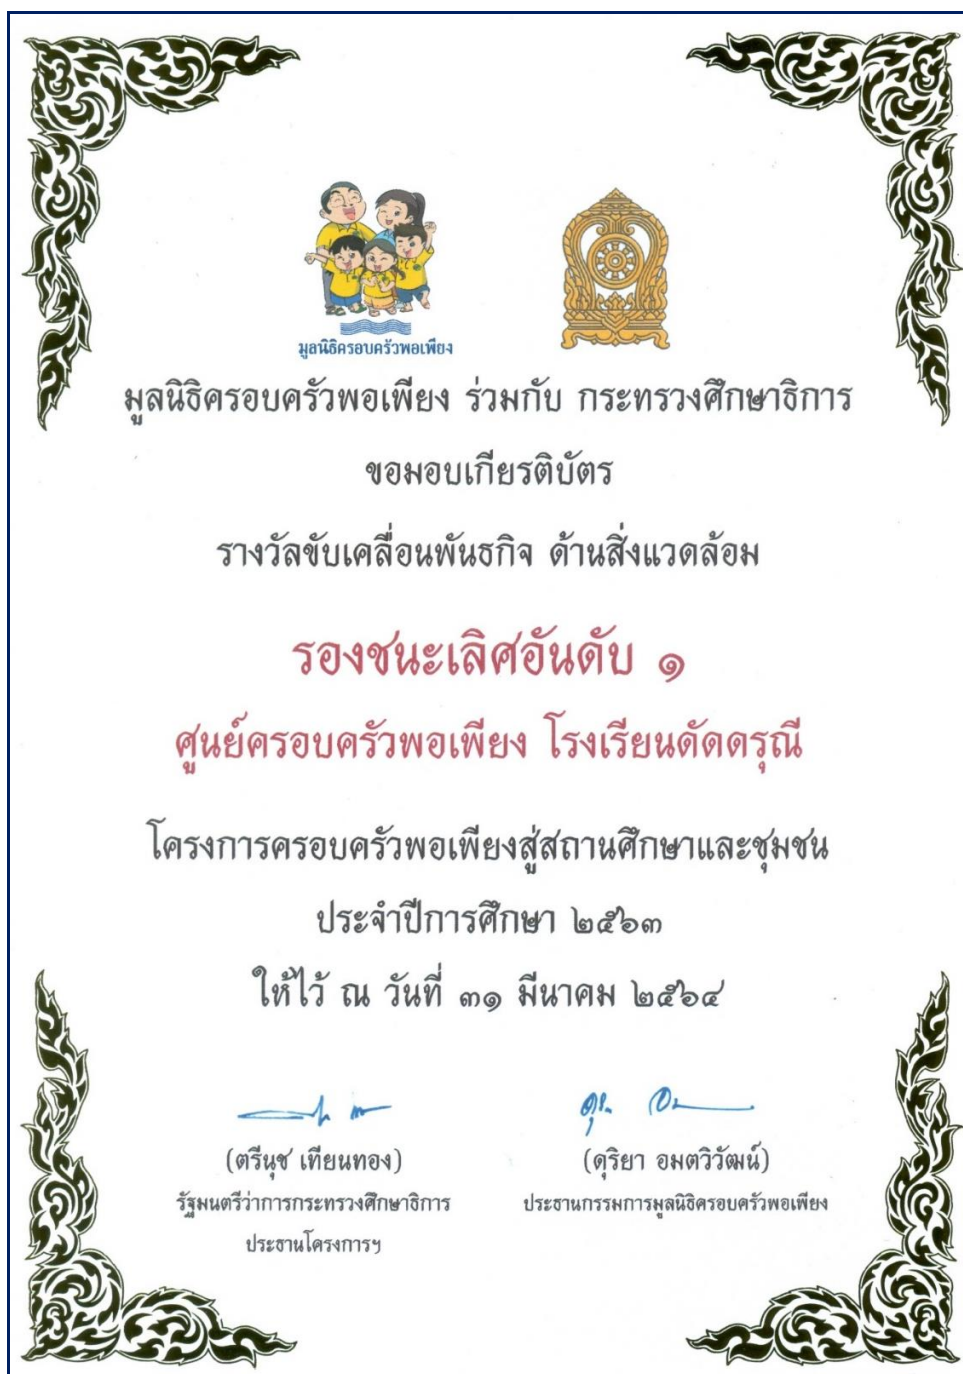 มูลนิธิครอบครัวพอเพียง
มูลนิธิครอบครัวพอเพียง ร่วมกับ กระทรวงศึกษาธิการ
ขอมอบเกียรติบัตร
รางวัลขับเคลื่อนพันธกิจ ด้านสิ่งแวดล้อม
รองชนะเลิศอันดับ ๑
ศูนย์ครอบครัวพอเพียง โรงเรียนดัดดรุณี
โครงการครอบครัวพอเพียงสู่สถานศึกษาและชุมชน
ประจำปีการศึกษา ๒๕๖๓
ให้ไว้ ณ วันที่ ๓๑ มีนาคม ๒๕๖๔
(ตรีนุช เทียนทอง) (ดุริยา อมตวิวัฒน์)
รัฐมนตรีว่าการกระทรวงศึกษาธิการ ประธานกรรมการมูลนิธิครอบครัวพอเพียง
ประธานโครงการฯ